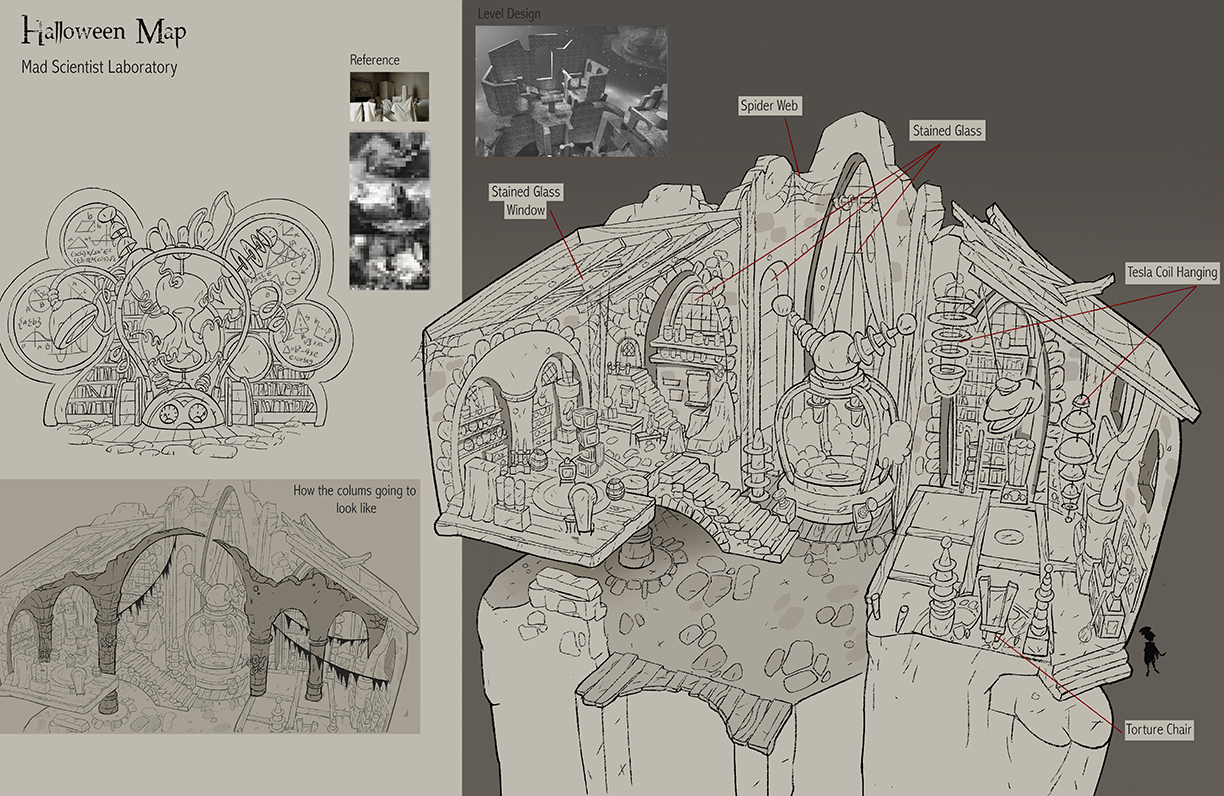 Halloween Map
Mad Scientist Laboratory
Reference
Level Design
Spider Web
Stained Glass
Stained Glass
Window
Tesla Coil Hanging
How the colums going to
look like
Torture Chair